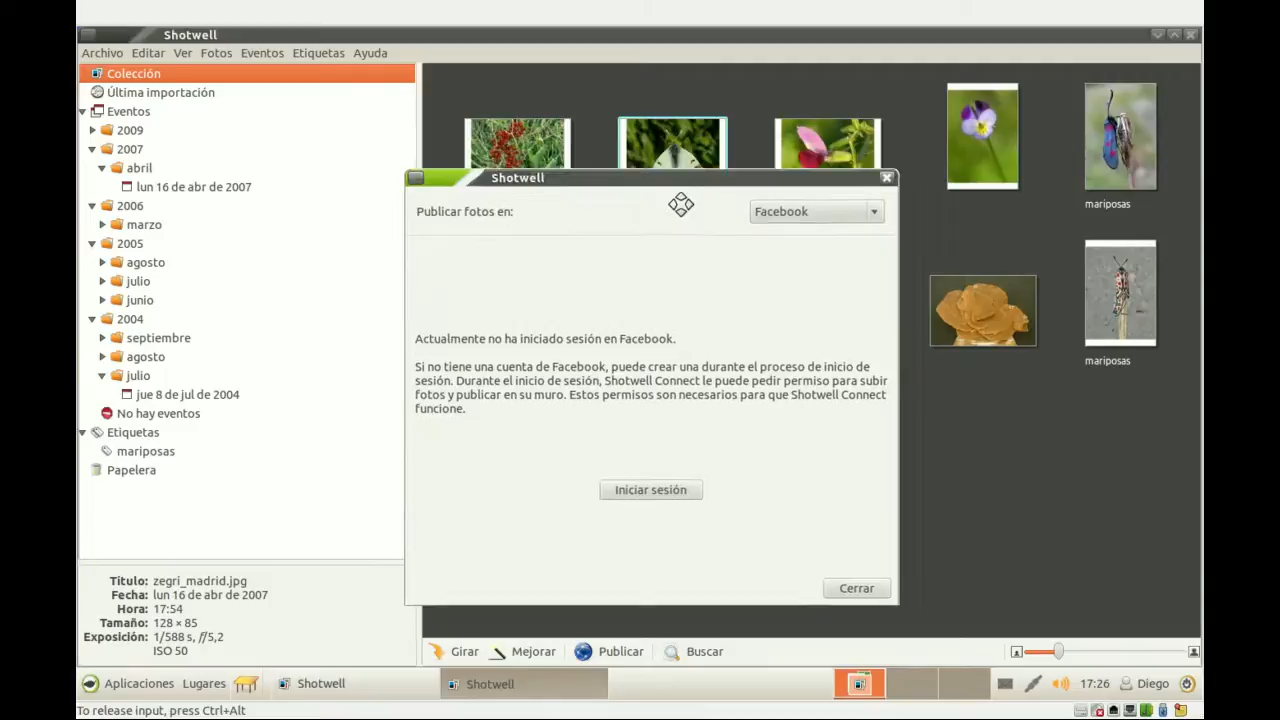 Shotwell
Archivo Editar Ver Fotos Eventos Etiquetas Ayuda
Colección
Última importación
Eventos
2009
2007
abril
lun 16 de abr de 2007
2006
marzo
2005
agosto
julio
junio
2004
septiembre
agosto
julio
jue 8 de jul de 2004
No hay eventos
Etiquetas
mariposas
Papelera
Título: zegri_madrid.jpg
Fecha: lun 16 de abr de 2007
Hora: 17:54
Tamaño: 128 × 85
Exposición: 1/588 s, f/5,2
ISO 50
mariposas
mariposas
Shotwell
Publicar fotos en: Facebook
Actualmente no ha iniciado sesión en Facebook.
Si no tiene una cuenta de Facebook, puede crear una durante el proceso de inicio de
sesión. Durante el inicio de sesión, Shotwell Connect le puede pedir permiso para subir
fotos y publicar en su muro. Estos permisos son necesarios para que Shotwell Connect
funcione.
Iniciar sesión
Cerrar
Girar Mejorar Publicar Buscar
Aplicaciones Lugares Shotwell Shotwell 17:26 Diego
To release input, press Ctrl+Alt